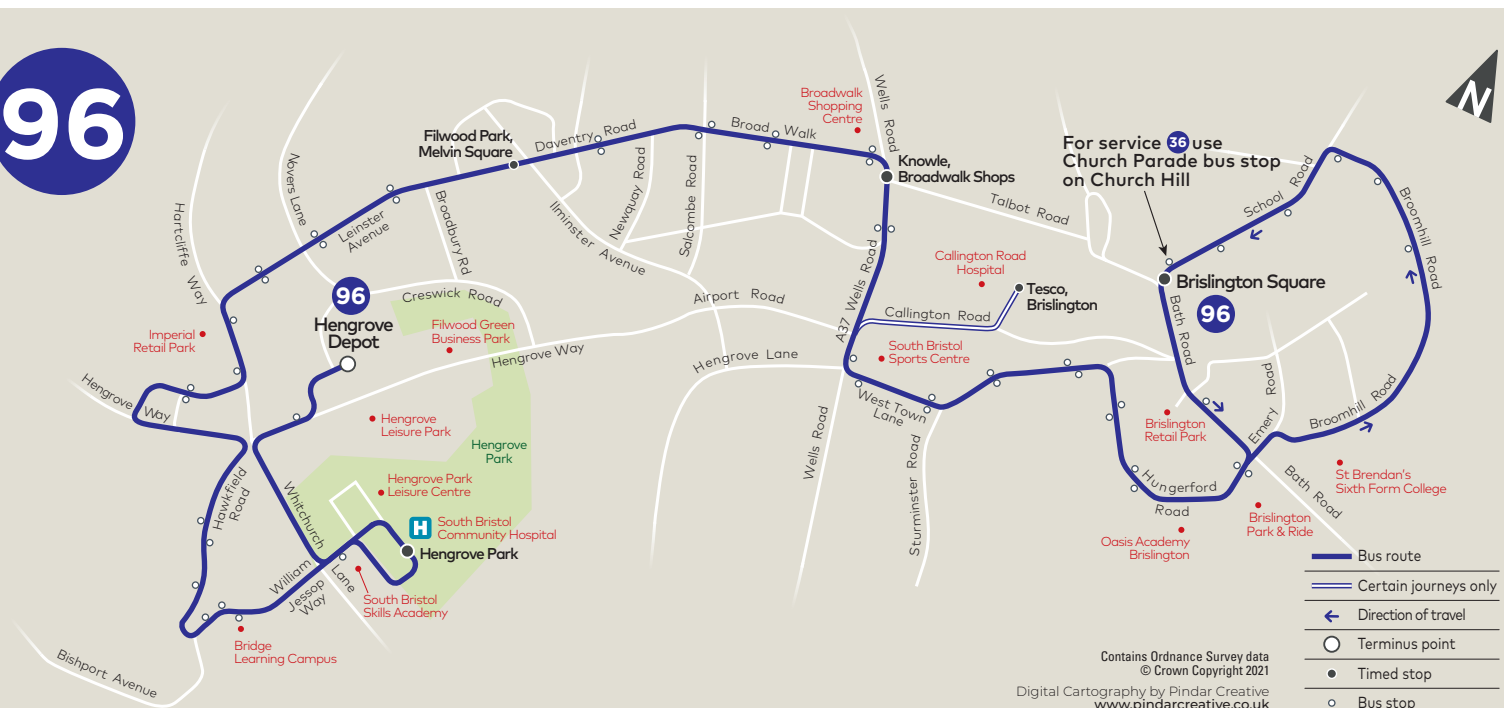 96
N
Filwood Park,
Melvin Square
Daventry Road
Broad Walk
Broadwalk
Shopping
Centre
Wells Road
Knowle,
Broadwalk Shops
For service 36 use
Church Parade bus stop
on Church Hill
School Road
Broomhill Road
Novers Lane
Hartcliffe Way
Leinster
Avenue
Broadbury Rd
Ilminster Avenue
Newquay Road
Salcombe Road
Talbot Road
Callington Road
Hospital
Tesco,
Brislington
Brislington Square
96
Bath Road
96
Hengrove
Depot
Creswick Road
Filwood Green
Business Park
Airport Road
A37 Wells Road
Callington Road
South Bristol
Sports Centre
Imperial
Retail Park
Hengrove Way
Hengrove Way
Hengrove Lane
West Town
Lane
Wells Road
Sturminster Road
Emery Road
Broomhill Road
Brislington
Retail Park
Hungerford
Road
Bath Road
St Brendan's
Sixth Form College
Brislington
Park & Ride
Oasis Academy
Brislington
Hengrove
Leisure Park
Hengrove
Park
Hengrove Park
Leisure Centre
H
South Bristol
Community Hospital
Hengrove Park
Hawkfield
Road
Whitchurch
Lane
William
Jessop
Way
South Bristol
Skills Academy
Bridge
Learning Campus
Bishport Avenue
Bus route
Certain journeys only
Direction of travel
Terminus point
Timed stop
Bus stop
Contains Ordnance Survey data
© Crown Copyright 2021
Digital Cartography by Pindar Creative
www.pindarcreative.co.uk